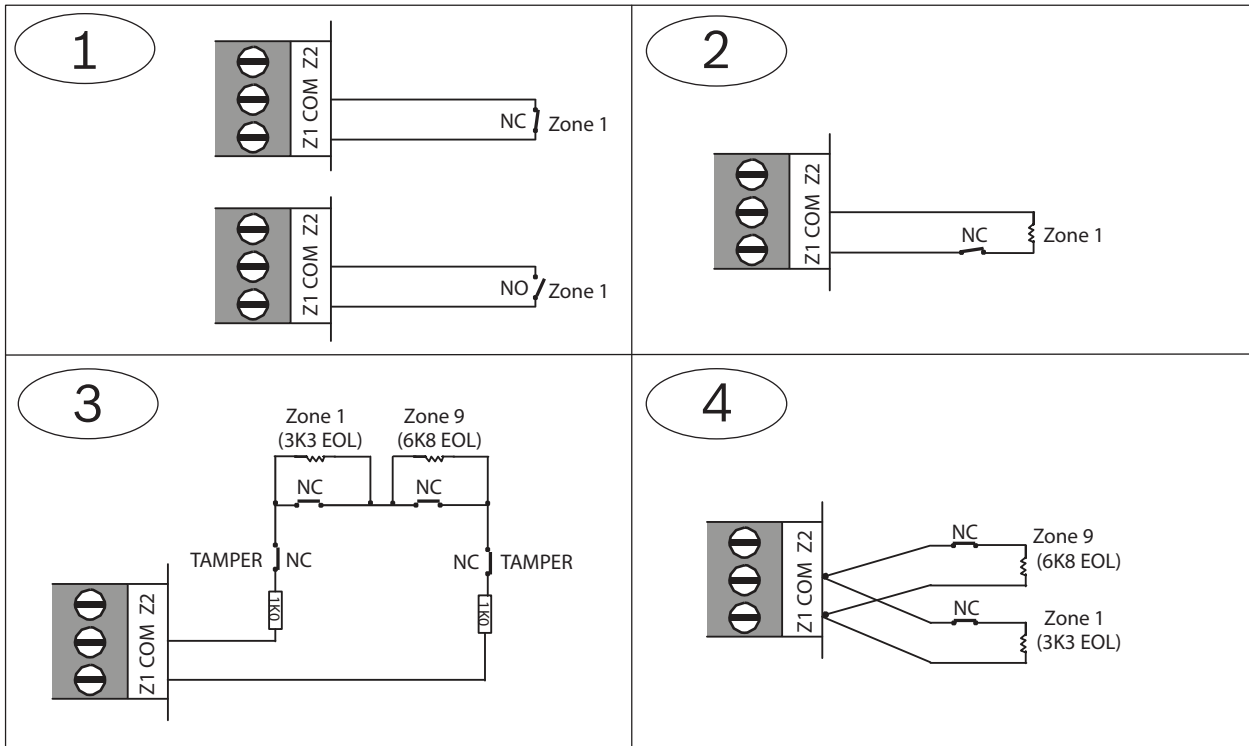 1
Z1 COM Z2
NC Zone 1
Z1 COM Z2
NO Zone 1
2
Z1 COM Z2
NC
Zone 1
3
Zone 1
(3K3 EOL)
Zone 9
(6K8 EOL)
NC
NC
TAMPER NC
NC TAMPER
1K0
1K0
Z1 COM Z2
4
Z1 COM Z2
NC
Zone 9
(6K8 EOL)
NC
Zone 1
(3K3 EOL)